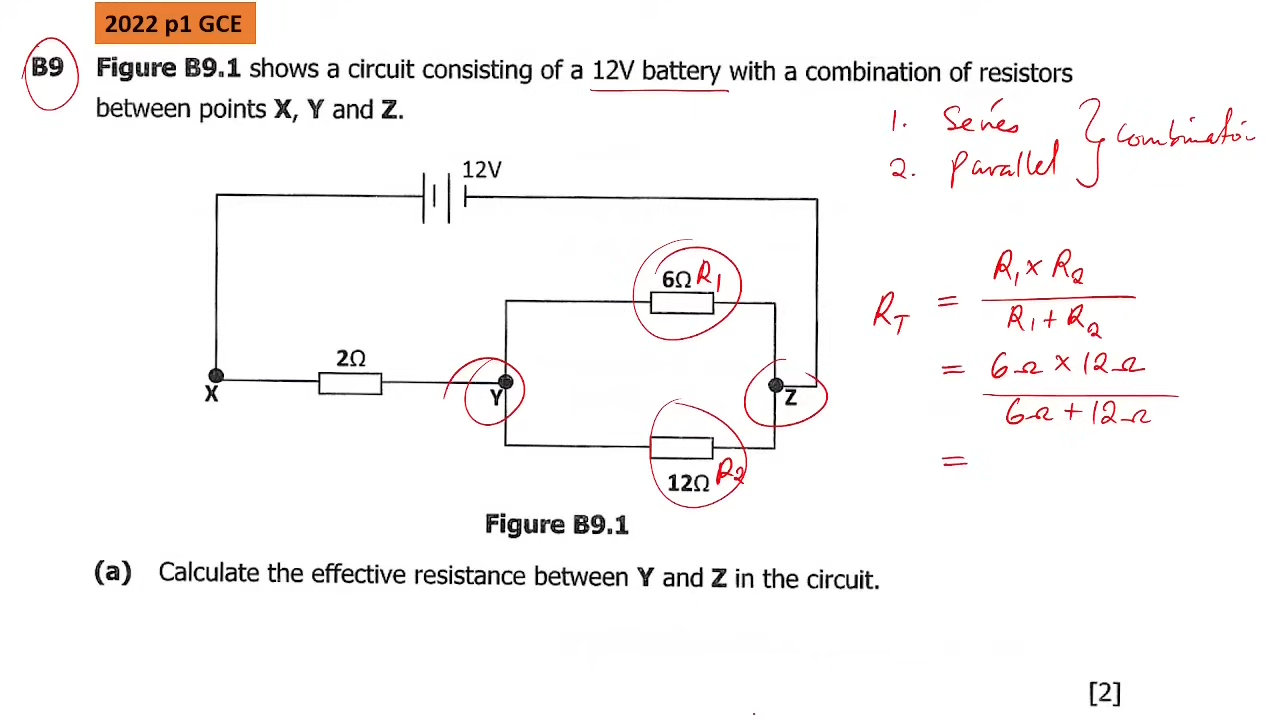 2022 p1 GCE
B9 Figure B9.1 shows a circuit consisting of a 12V battery with a combination of resistors
between points X, Y and Z.
1. Series
2. Parallel
} Combination
12V
6Ω R1
2Ω
X
Y
Z
12Ω R2
RT = R1 × R2
R1 + R2
= 6Ω × 12Ω
6Ω + 12Ω
=
Figure B9.1
(a) Calculate the effective resistance between Y and Z in the circuit.
[2]